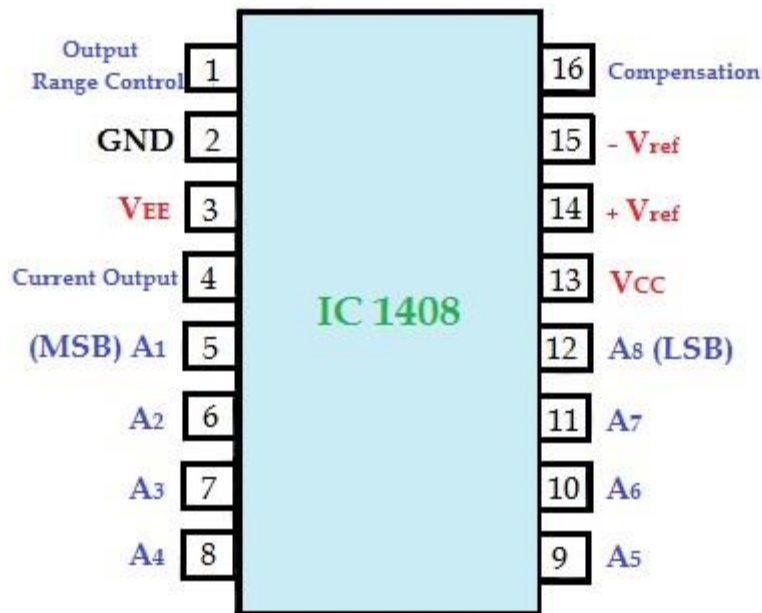 Output
Range Control
1
GND
2
VEE
3
Current Output
4
(MSB) A1
5
A2
6
A3
7
A4
8
IC 1408
16
Compensation
15
- Vref
14
+ Vref
13
VCC
12
A8 (LSB)
11
A7
10
A6
9
A5